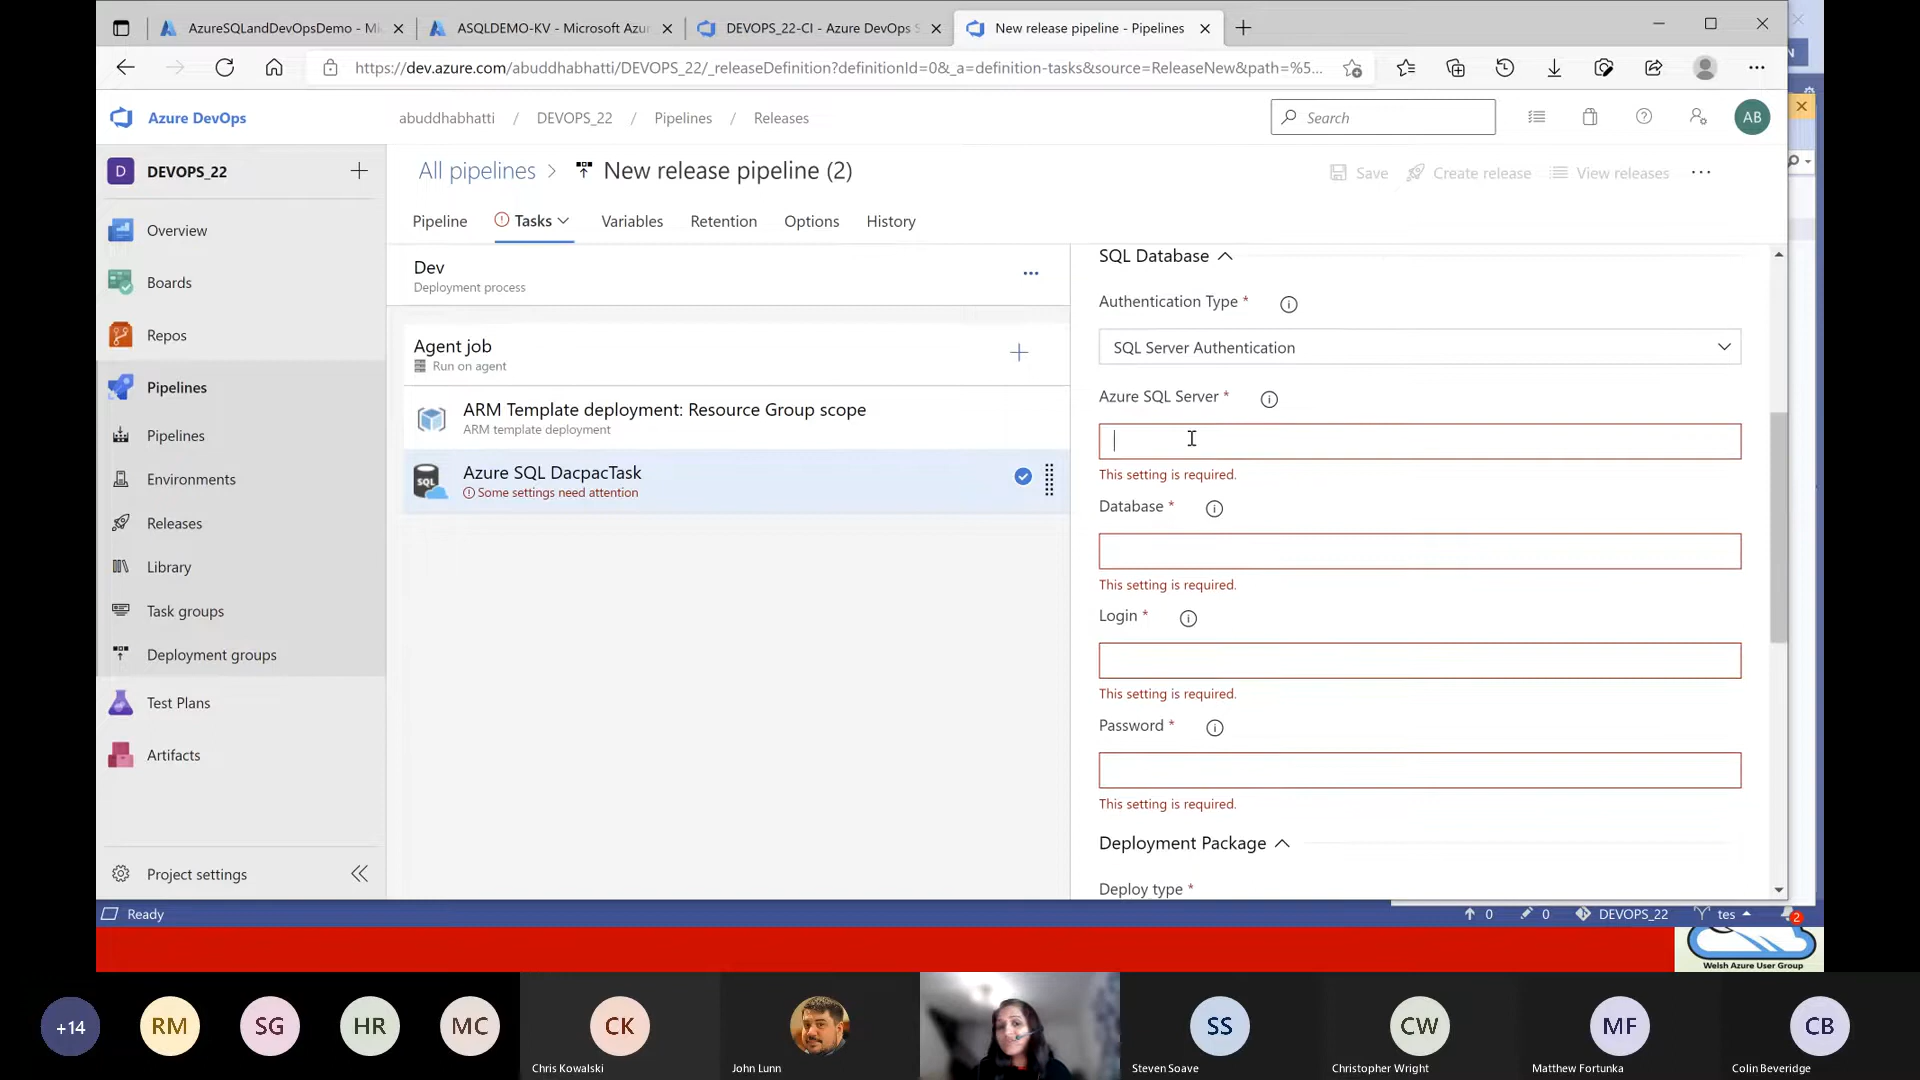 AzureSQLandDevOpsDemo - Mi
ASQLDEMO-KV - Microsoft Azur
DEVOPS_22-CI - Azure DevOps S
New release pipeline - Pipelines
https://dev.azure.com/abuddhabhatti/DEVOPS_22/_releaseDefinition?definitionId=0&_a=definition-tasks&source=ReleaseNew&path=%5...
Azure DevOps
abuddhabhatti / DEVOPS_22 / Pipelines / Releases
Search
AB
D DEVOPS_22
All pipelines > New release pipeline (2)
Save
Create release
View releases
Pipeline
Tasks
Variables
Retention
Options
History
Overview
Boards
Repos
Pipelines
Pipelines
Environments
Releases
Library
Task groups
Deployment groups
Test Plans
Artifacts
Project settings
Dev
Deployment process
Agent job
Run on agent
ARM Template deployment: Resource Group scope
ARM template deployment
SQL
Azure SQL DacpacTask
Some settings need attention
SQL Database
Authentication Type *
SQL Server Authentication
Azure SQL Server *
This setting is required.
Database *
This setting is required.
Login *
This setting is required.
Password *
This setting is required.
Deployment Package
Deploy type *
Ready
0
0
DEVOPS_22
tes
2
Welsh Azure User Group
+14
RM
SG
HR
MC
CK
Chris Kowalski
John Lunn
SS
Steven Soave
CW
Christopher Wright
MF
Matthew Fortunka
CB
Colin Beveridge